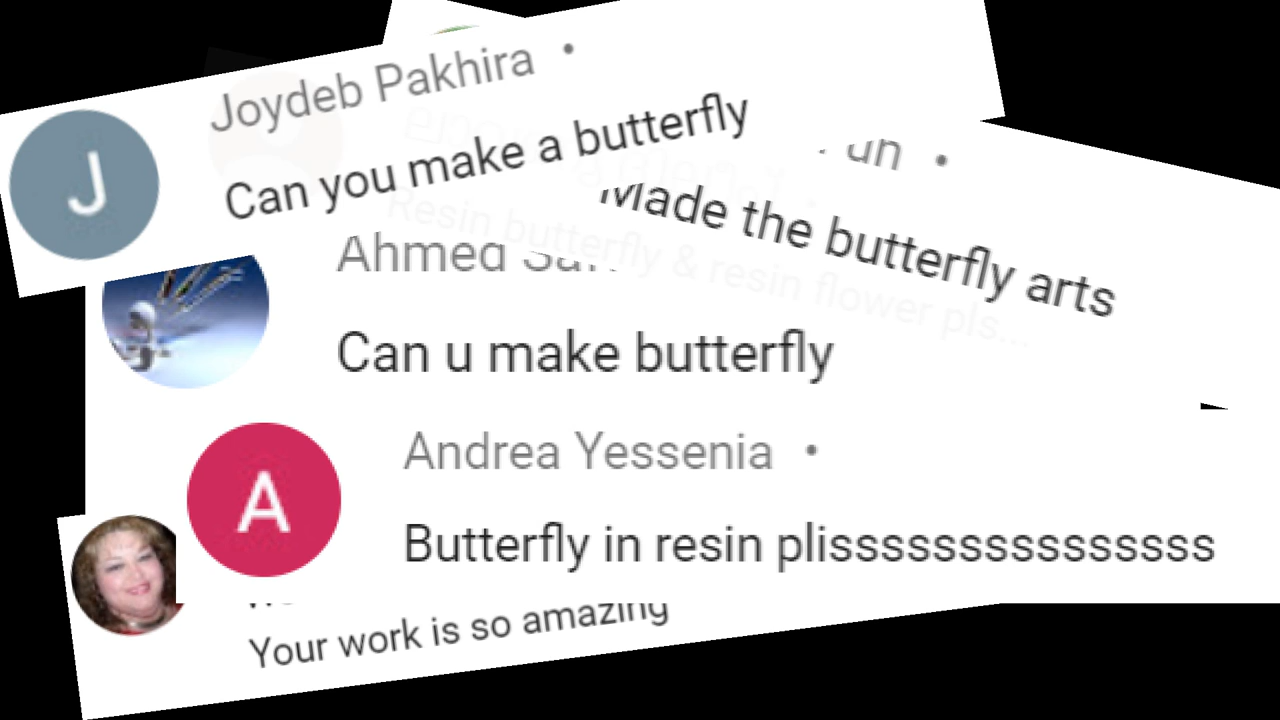 Joydeb Pakhira •
J
Can you make a butterfly
un •
Made the butterfly arts
Resin butterfly & resin flower pls...
Ahmed
Can u make butterfly
Andrea Yessenia •
A
Butterfly in resin plisssssssssssssss
Your work is so amazing